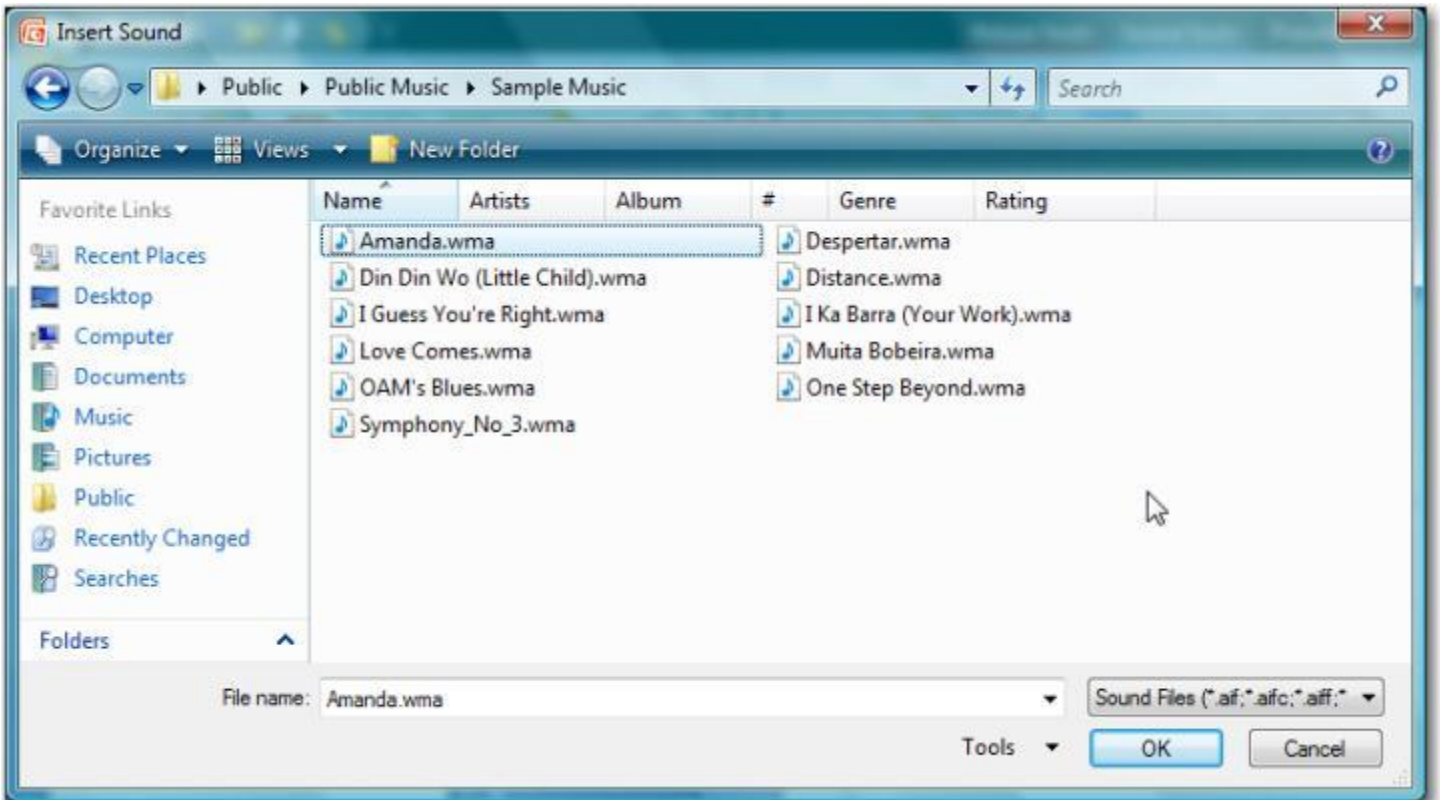 Insert Sound
Public Public Music Sample Music Search
Organize Views New Folder
Favorite Links
Recent Places
Desktop
Computer
Documents
Music
Pictures
Public
Recently Changed
Searches
Folders
Name Artists Album # Genre Rating
Amanda.wma Despertar.wma
Din Din Wo (Little Child).wma Distance.wma
I Guess You're Right.wma I Ka Barra (Your Work).wma
Love Comes.wma Muita Bobeira.wma
OAM's Blues.wma One Step Beyond.wma
Symphony_No_3.wma
File name: Amanda.wma Sound Files (*.aif;*.aifc;*.aiff;*
Tools OK Cancel